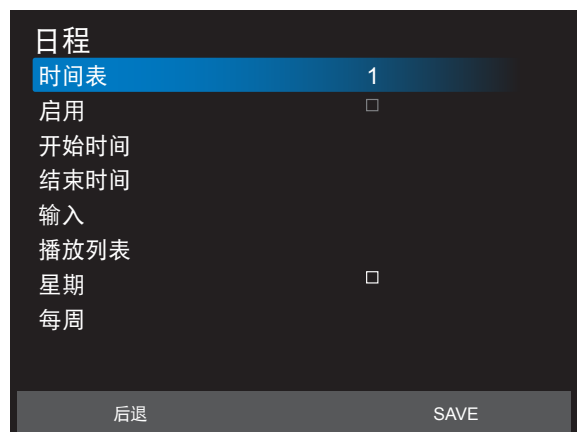 日程
时间表 1
启用 □
开始时间
结束时间
输入
播放列表
星期 □
每周
后退 SAVE